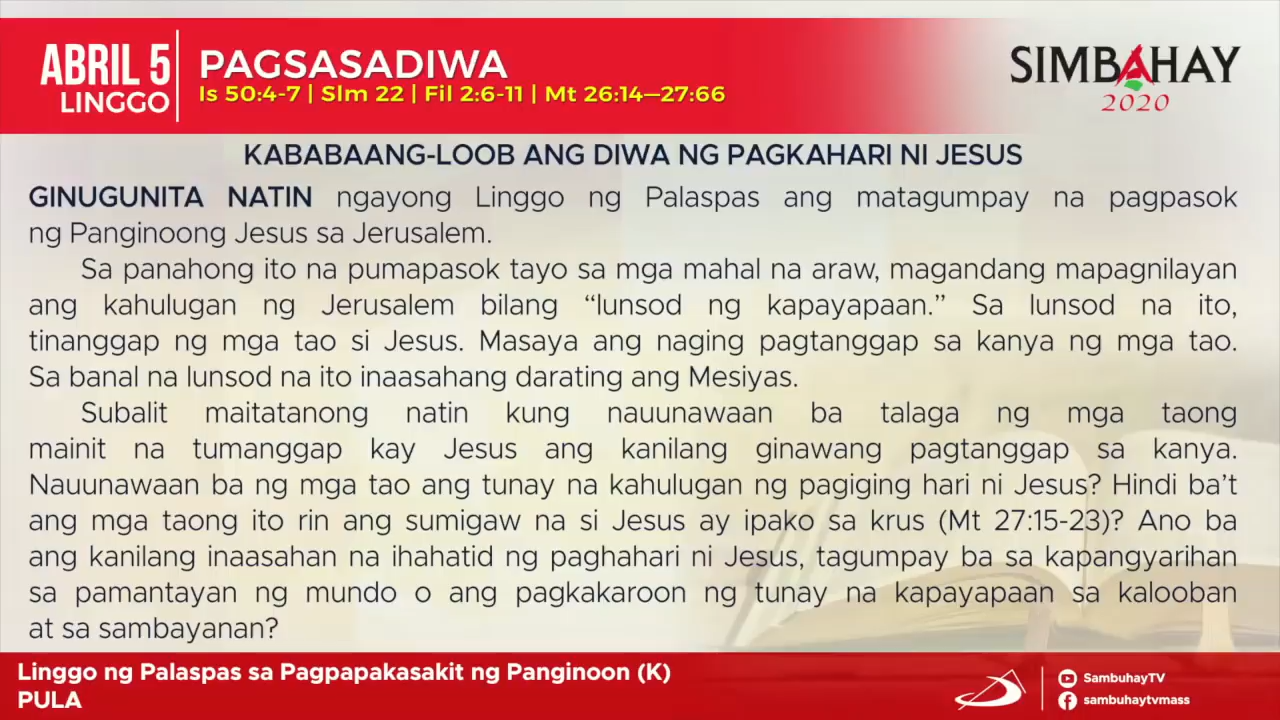 ABRIL 5
LINGGO
PAGSASADIWA
Is 50:4-7 | Slm 22 | Fil 2:6-11 | Mt 26:14—27:66
SIMBAHAY
2020
KABABAANG-LOOB ANG DIWA NG PAGKAHARI NI JESUS
GINUGUNITA NATIN ngayong Linggo ng Palaspas ang matagumpay na pagpasok
ng Panginoong Jesus sa Jerusalem.
Sa panahong ito na pumapasok tayo sa mga mahal na araw, magandang mapagnilayan
ang kahulugan ng Jerusalem bilang “lunsod ng kapayapaan.” Sa lunsod na ito,
tinanggap ng mga tao si Jesus. Masaya ang naging pagtanggap sa kanya ng mga tao.
Sa banal na lunsod na ito inaasahang darating ang Mesiyas.
Subalit maitatanong natin kung nauunawaan ba talaga ng mga taong
mainit na tumanggap kay Jesus ang kanilang ginawang pagtanggap sa kanya.
Nauunawaan ba ng mga tao ang tunay na kahulugan ng pagiging hari ni Jesus? Hindi ba’t
ang mga taong ito rin ang sumigaw na si Jesus ay ipako sa krus (Mt 27:15-23)? Ano ba
ang kanilang inaasahan na ihahatid ng paghahari ni Jesus, tagumpay ba sa kapangyarihan
sa pamantayan ng mundo o ang pagkakaroon ng tunay na kapayapaan sa kalooban
at sa sambayanan?
Linggo ng Palaspas sa Pagpapakasakit ng Panginoon (K)
PULA
SambuhayTV
sambuhaytvmass